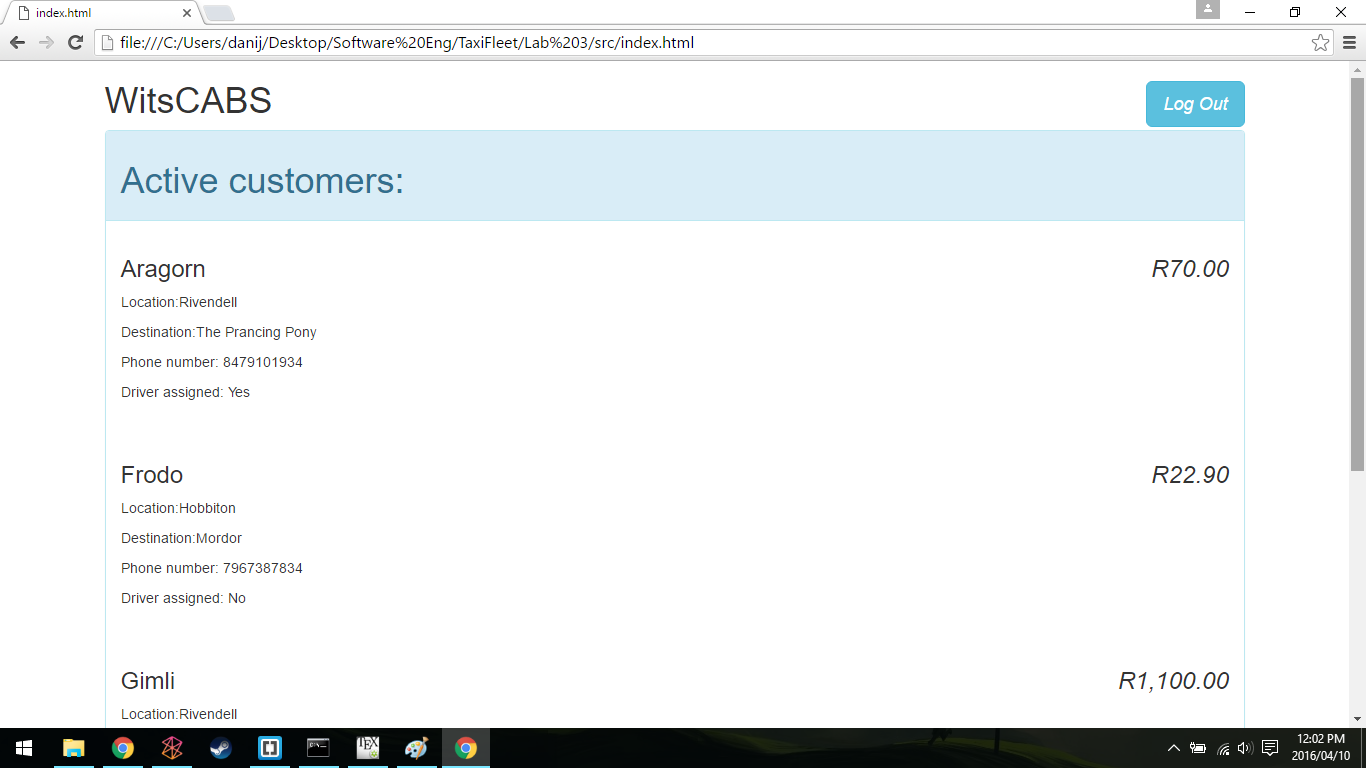 index.html
file:///C:/Users/danij/Desktop/Software%20Eng/TaxiFleet/Lab%203/src/index.html
WitsCABS
Log Out
Active customers:
Aragorn
R70.00
Location:Rivendell
Destination:The Prancing Pony
Phone number: 8479101934
Driver assigned: Yes
Frodo
R22.90
Location:Hobbiton
Destination:Mordor
Phone number: 7967387834
Driver assigned: No
Gimli
R1,100.00
Location:Rivendell
TEX
12:02 PM
2016/04/10